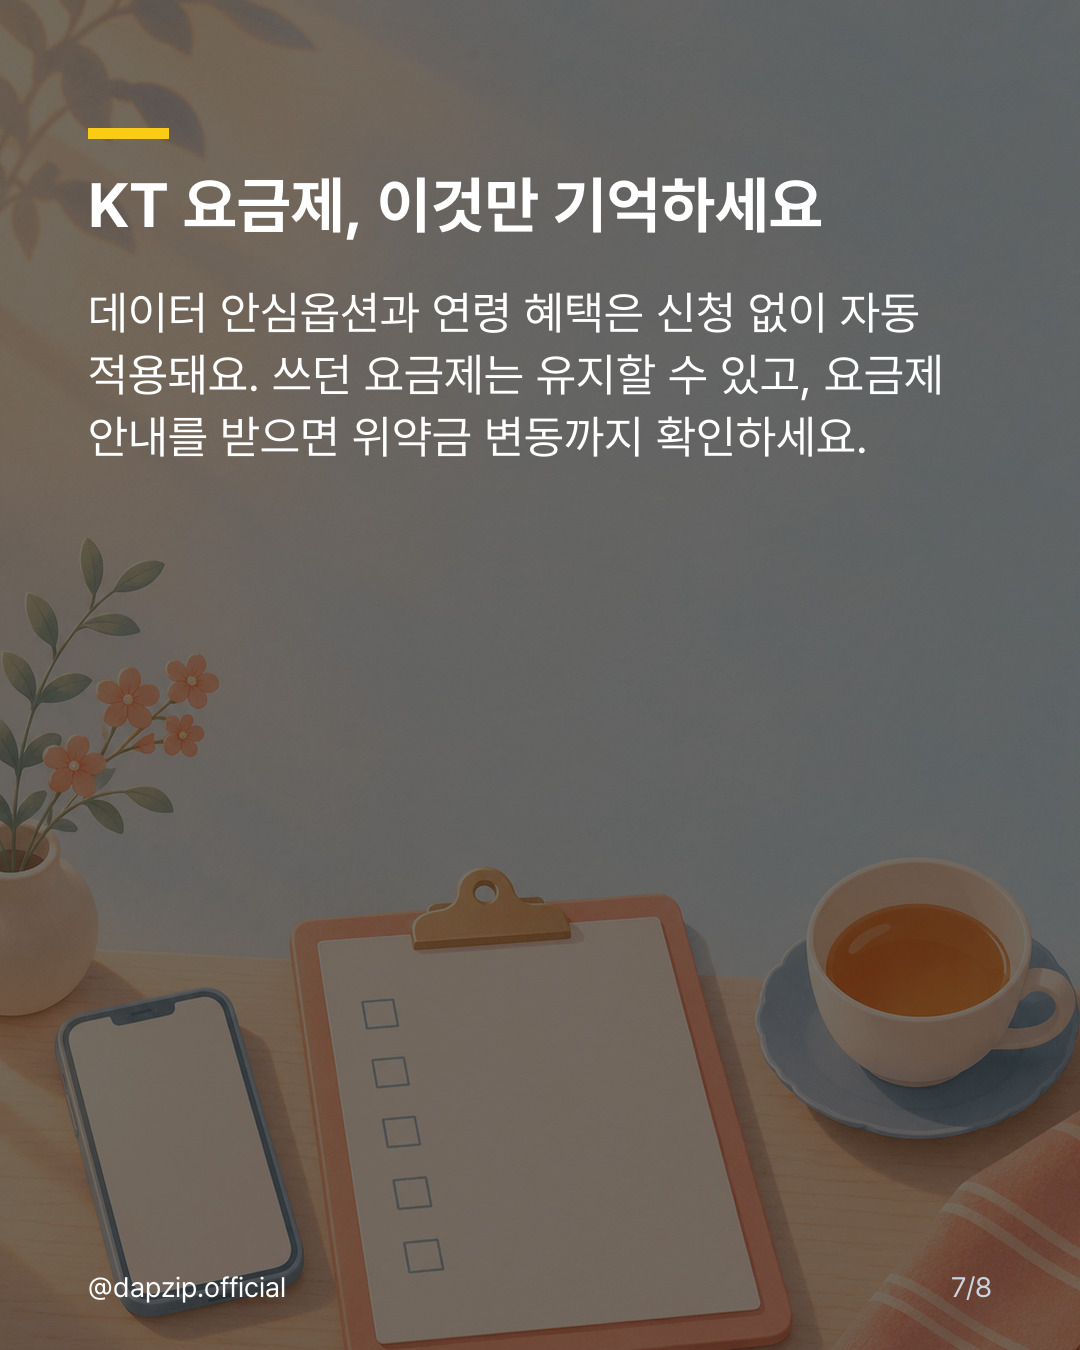 KT 요금제, 이것만 기억하세요
데이터 안심옵션과 연령 혜택은 신청 없이 자동
적용돼요. 쓰던 요금제는 유지할 수 있고, 요금제
안내를 받으면 위약금 변동까지 확인하세요.
@dapzip.official
7/8